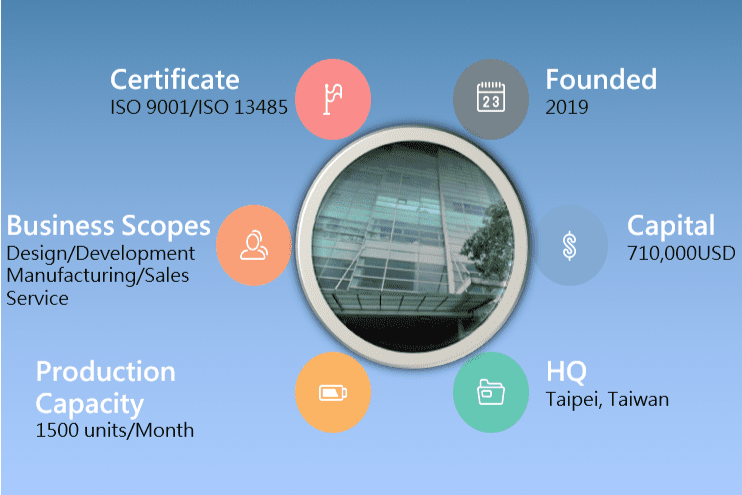 Certificate
ISO 9001/ISO 13485
Founded
2019
23
Business Scopes
Design/Development
Manufacturing/Sales
Service
Capital
710,000USD
$
Production
Capacity
1500 units/Month
HQ
Taipei, Taiwan